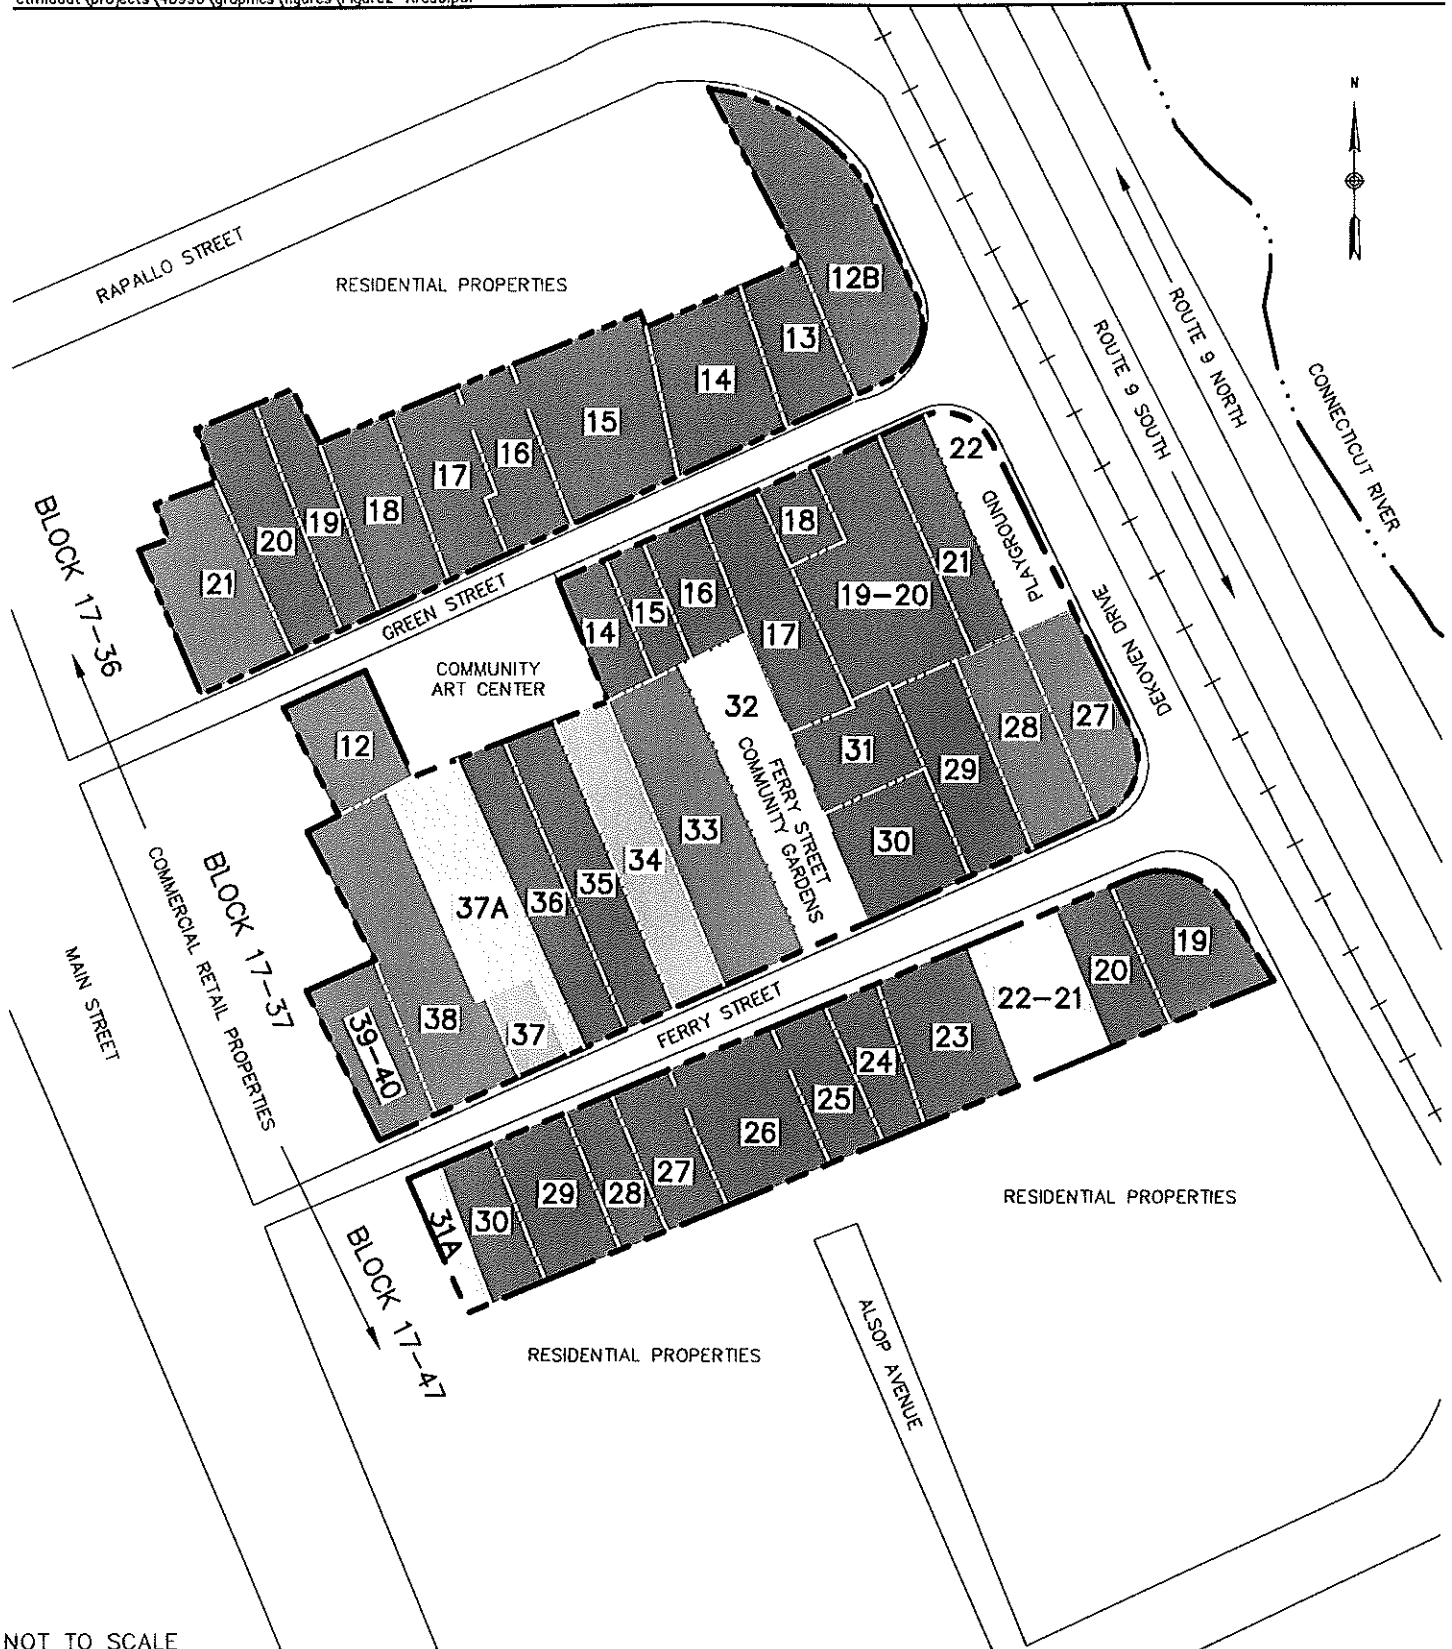 N
RAPALLO STREET
RESIDENTIAL PROPERTIES
12B
13
14
15
16
17
18
19
20
21
ROUTE 9 NORTH
ROUTE 9 SOUTH
CONNECTICUT RIVER
BLOCK 17-36
GREEN STREET
COMMUNITY
ART CENTER
22
PLAYGROUND
DEKOVEN DRIVE
21
19-20
18
17
16
15
14
12
32
FERRY STREET
COMMUNITY GARDENS
31
30
29
28
27
33
34
35
36
37A
37
38
39-40
BLOCK 17-37
COMMERCIAL RETAIL PROPERTIES
MAIN STREET
FERRY STREET
19
20
22-21
23
24
25
26
27
28
29
30
31A
BLOCK 17-47
RESIDENTIAL PROPERTIES
RESIDENTIAL PROPERTIES
ALSOP AVENUE
NOT TO SCALE